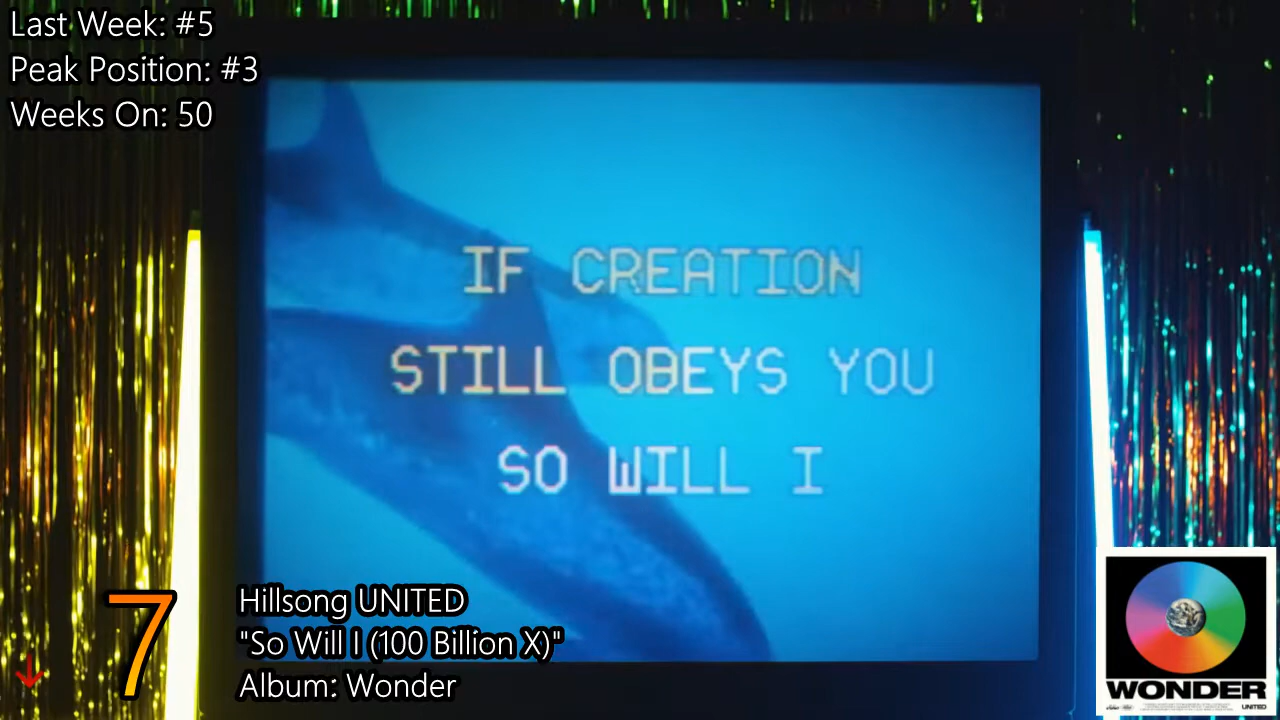 Last Week: #5
Peak Position: #3
Weeks On: 50
IF CREATION
STILL OBEYS YOU
SO WILL I
7
Hillsong UNITED
"So Will I (100 Billion X)"
Album: Wonder
WONDER
UNITED